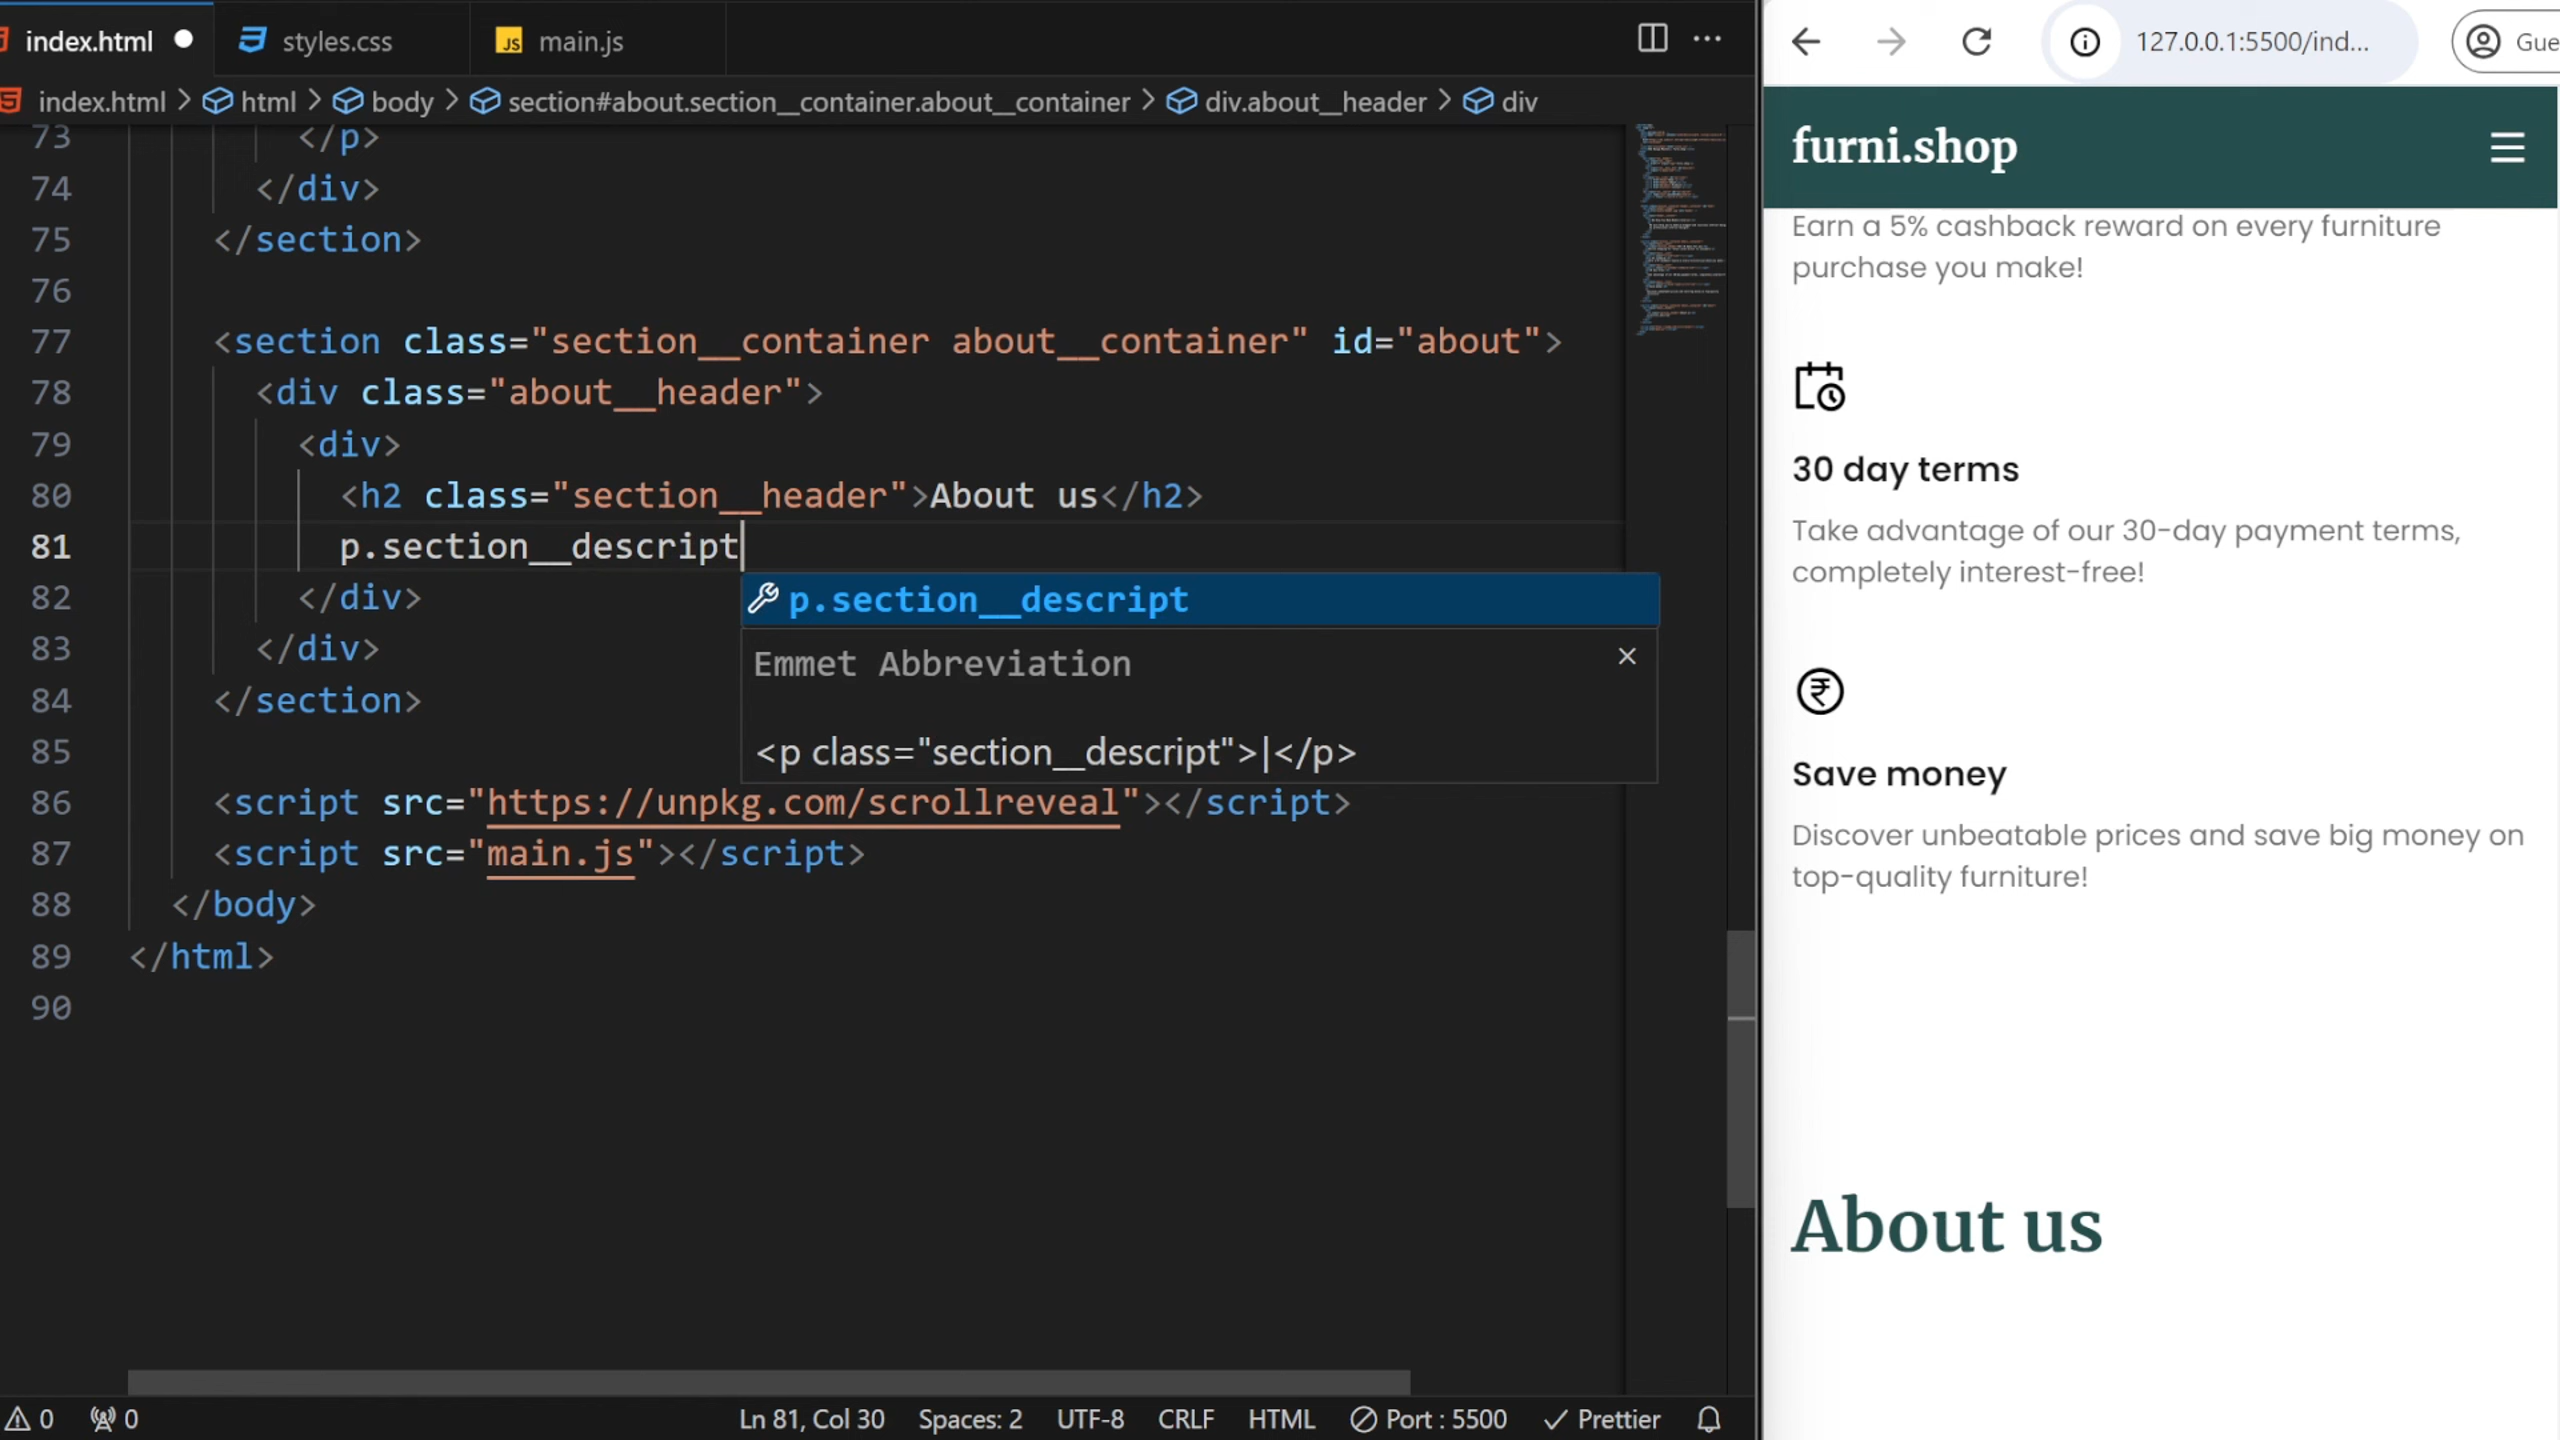 index.html
styles.css
JS main.js
index.html > html > body > section#about.section__container.about__container > div.about__header > div
73 </p>
74 </div>
75 </section>
76
77 <section class="section__container about__container" id="about">
78 <div class="about__header">
79 <div>
80 <h2 class="section__header">About us</h2>
81 p.section__descript
82 </div>
83 </div>
84 </section>
85
86 <script src="https://unpkg.com/scrollreveal"></script>
87 <script src="main.js"></script>
88 </body>
89 </html>
90
p.section__descript
Emmet Abbreviation
<p class="section__descript">|</p>
0 0 Ln 81, Col 30 Spaces: 2 UTF-8 CRLF HTML Port : 5500 Prettier
127.0.0.1:5500/ind...
Gue
furni.shop
Earn a 5% cashback reward on every furniture
purchase you make!
30 day terms
Take advantage of our 30-day payment terms,
completely interest-free!
₹
Save money
Discover unbeatable prices and save big money on
top-quality furniture!
About us